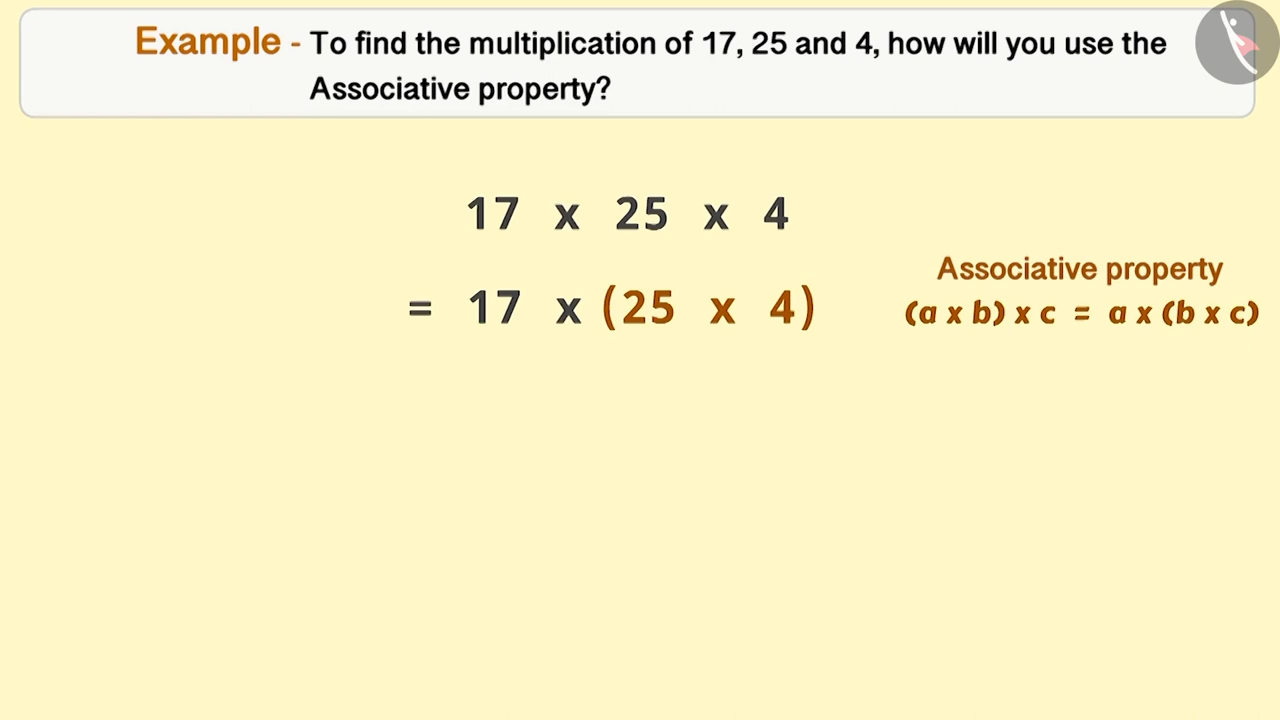 Example - To find the multiplication of 17, 25 and 4, how will you use the
Associative property?
17 x 25 x 4
= 17 x (25 x 4)
Associative property
(a x b) x c = a x (b x c)